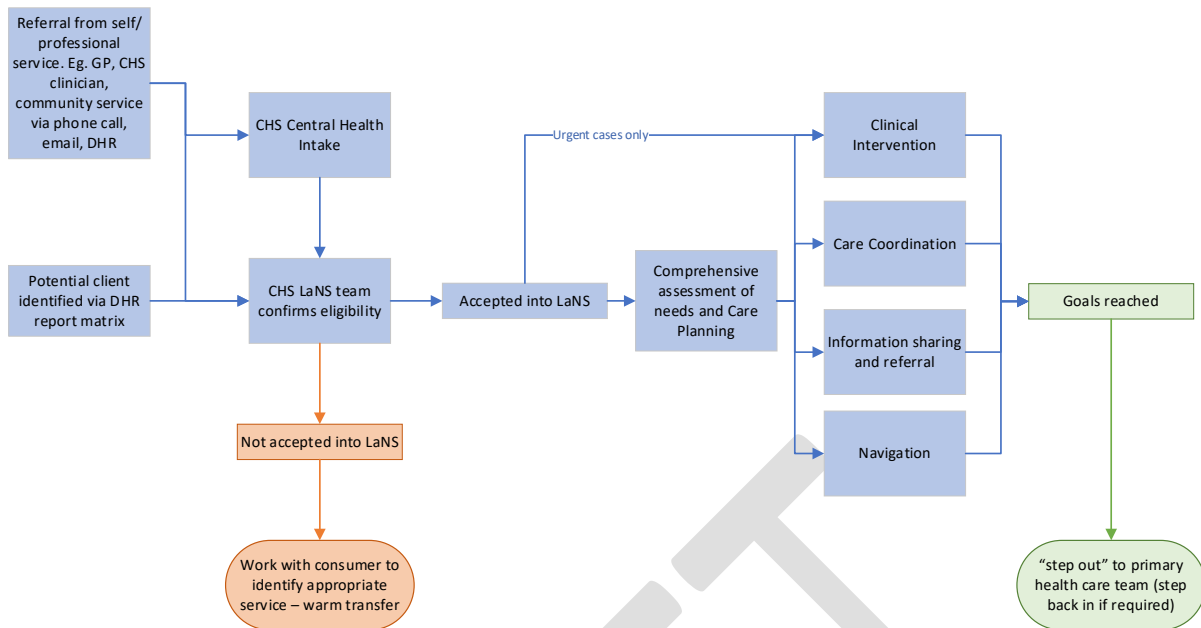 Referral from self/
professional
service. Eg. GP, CHS
clinician,
community service
via phone call,
email, DHR
CHS Central Health
Intake
Potential client
identified via DHR
report matrix
CHS LaNS team
confirms eligibility
Not accepted into LaNS
Work with consumer to
identify appropriate
service – warm transfer
Accepted into LaNS
Urgent cases only
Comprehensive
assessment of
needs and Care
Planning
Clinical
Intervention
Care Coordination
Information sharing
and referral
Navigation
Goals reached
“step out” to primary
health care team (step
back in if required)